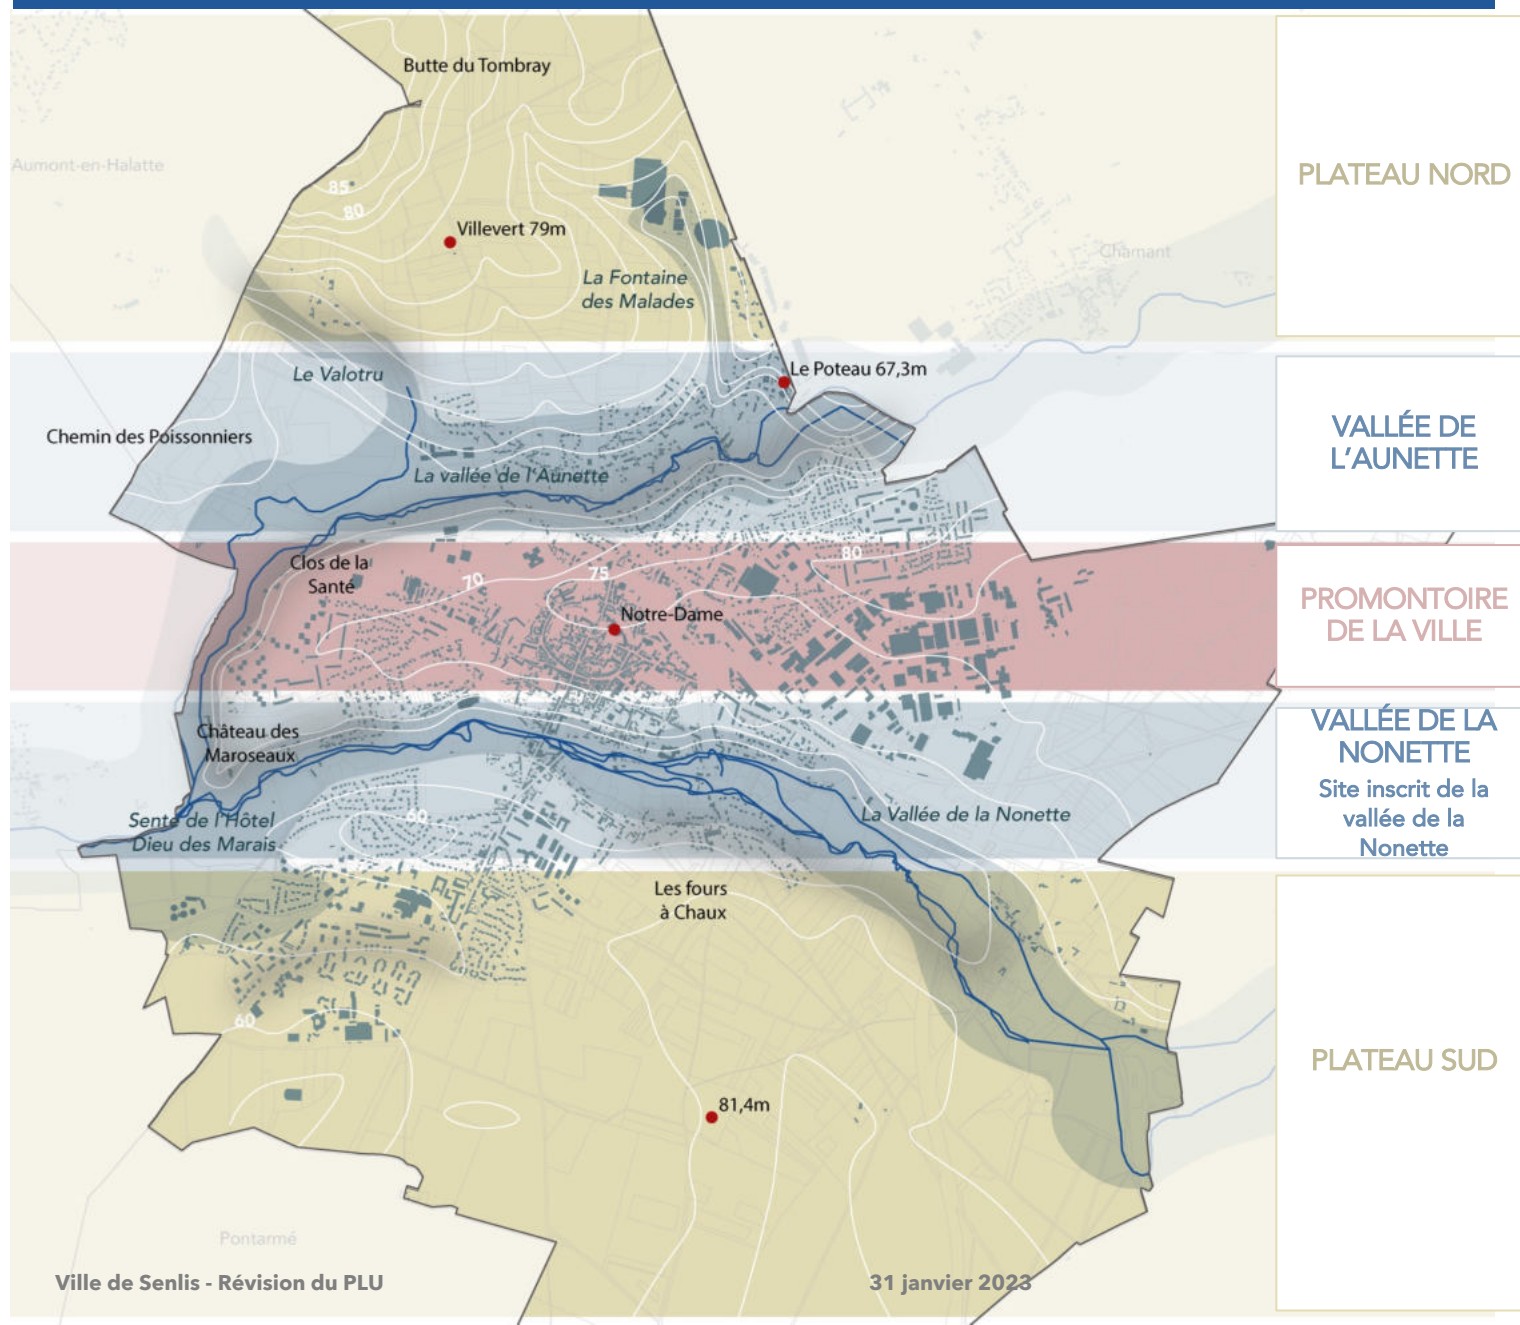 Butte du Tombray
Aumont-en-Halatte
PLATEAU NORD
85
80
Villevert 79m
Chamant
La Fontaine
des Malades
Le Valotru
Le Poteau 67,3m
Chemin des Poissonniers
VALLÉE DE
L'AUNETTE
La vallée de l'Aunette
Clos de la
Santé
70
75
80
Notre-Dame
PROMONTOIRE
DE LA VILLE
Château des
Maroseaux
VALLÉE DE LA
NONETTE
Site inscrit de la
vallée de la
Nonette
60
Sente de l'Hôtel
Dieu des Marais
La Vallée de la Nonette
Les fours
à Chaux
60
PLATEAU SUD
81,4m
Pontarmé
Ville de Senlis - Révision du PLU
31 janvier 2023